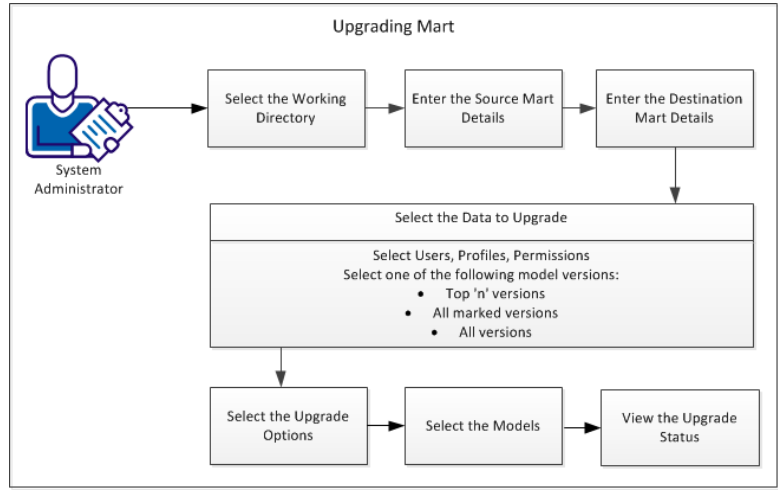 Upgrading Mart
System
Administrator
Select the Working
Directory
Enter the Source Mart
Details
Enter the Destination
Mart Details
Select the Data to Upgrade
Select Users, Profiles, Permissions
Select one of the following model versions:
• Top 'n' versions
• All marked versions
• All versions
Select the Upgrade
Options
Select the Models
View the Upgrade
Status